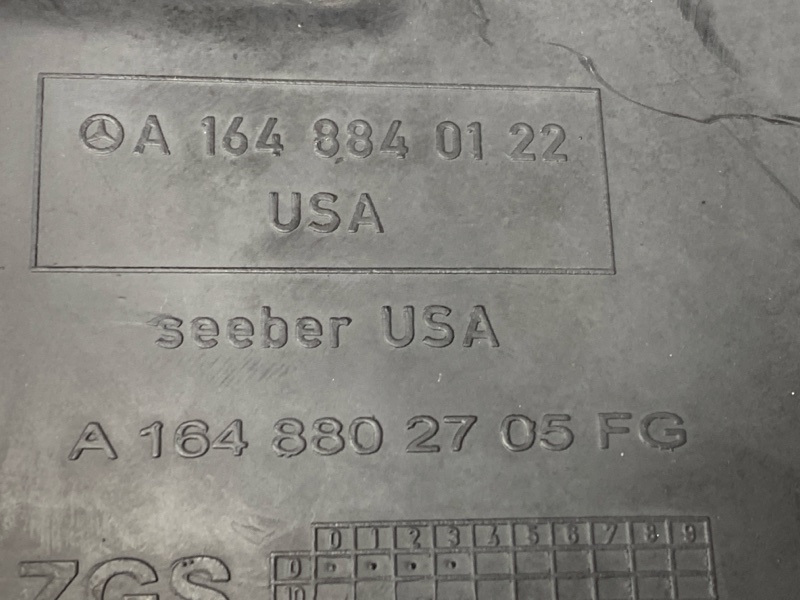 A 164 884 01 22
USA
seeber USA
A 164 880 27 05 FG
0 1 2 3 4 5 6 7 8 9
ZGS 0
10